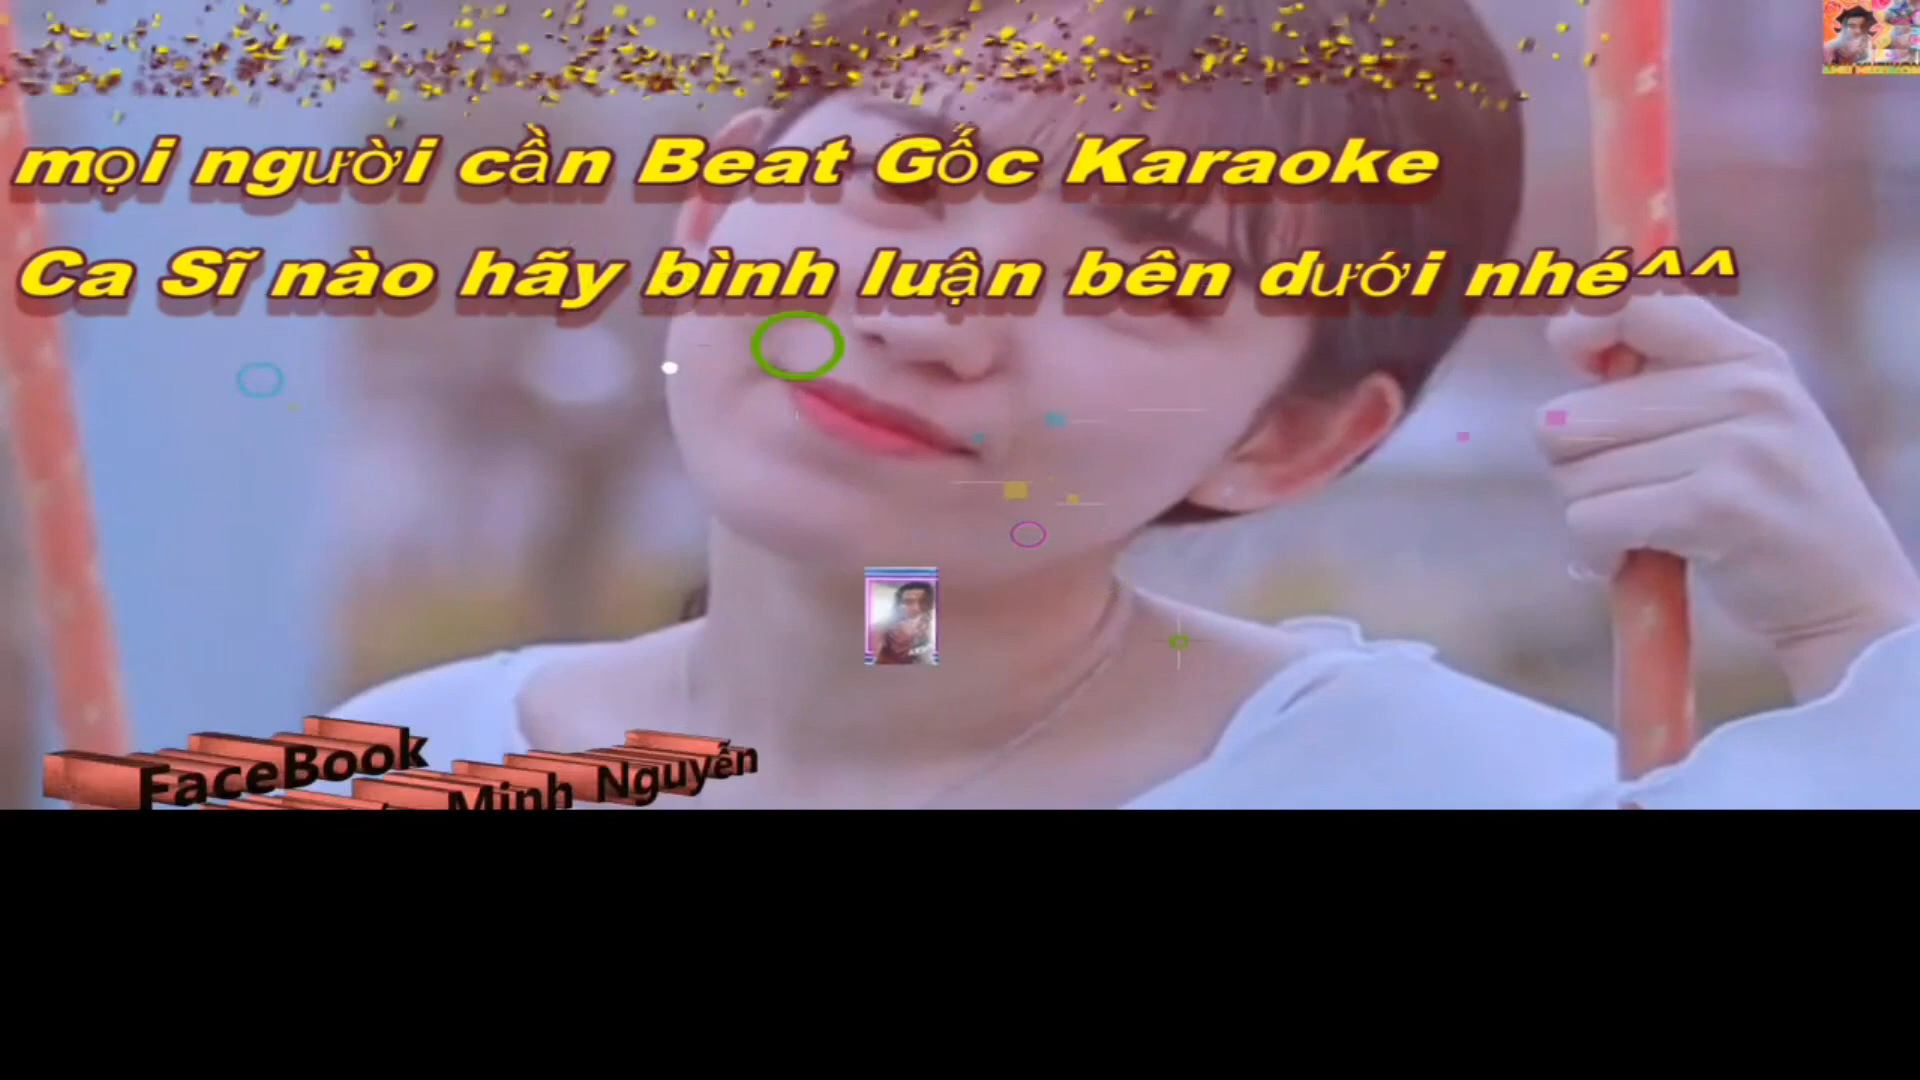 mọi người cần Beat Gốc Karaoke
Ca Sĩ nào hãy bình luận bên dưới nhé^^
FaceBook
Minh Nguyễn